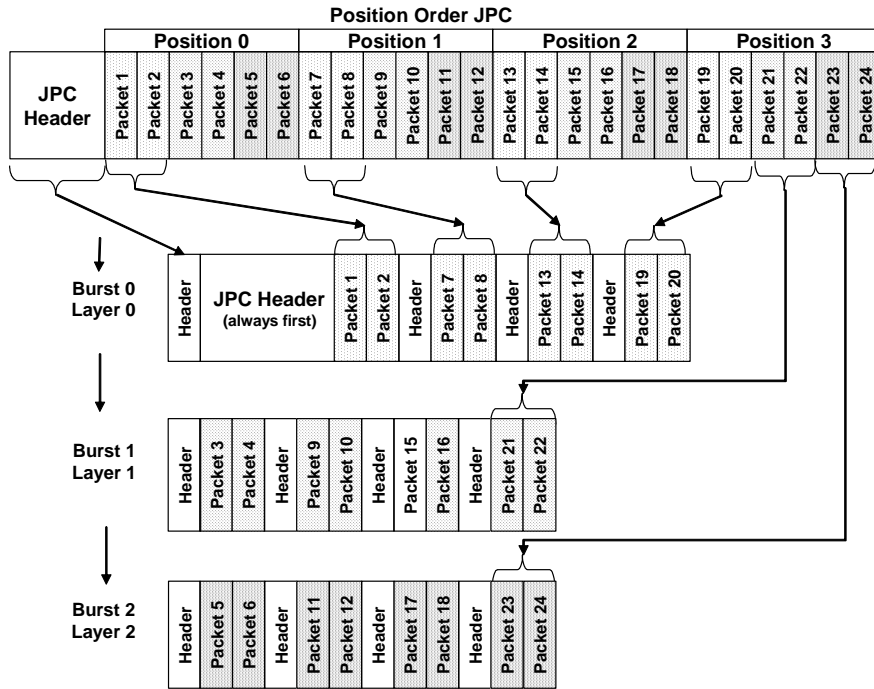 Position Order JPC
Position 0 Position 1 Position 2 Position 3
JPC
Header
Packet 1
Packet 2
Packet 3
Packet 4
Packet 5
Packet 6
Packet 7
Packet 8
Packet 9
Packet 10
Packet 11
Packet 12
Packet 13
Packet 14
Packet 15
Packet 16
Packet 17
Packet 18
Packet 19
Packet 20
Packet 21
Packet 22
Packet 23
Packet 24
Burst 0
Layer 0
Header
JPC Header
(always first)
Packet 1
Packet 2
Header
Packet 7
Packet 8
Header
Packet 13
Packet 14
Header
Packet 19
Packet 20
Burst 1
Layer 1
Header
Packet 3
Packet 4
Header
Packet 9
Packet 10
Header
Packet 15
Packet 16
Header
Packet 21
Packet 22
Burst 2
Layer 2
Header
Packet 5
Packet 6
Header
Packet 11
Packet 12
Header
Packet 17
Packet 18
Header
Packet 23
Packet 24